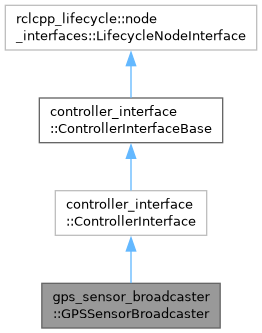 rclcpp_lifecycle::node
_interfaces::LifecycleNodeInterface
controller_interface
::ControllerInterfaceBase
controller_interface
::ControllerInterface
gps_sensor_broadcaster
::GPSSensorBroadcaster